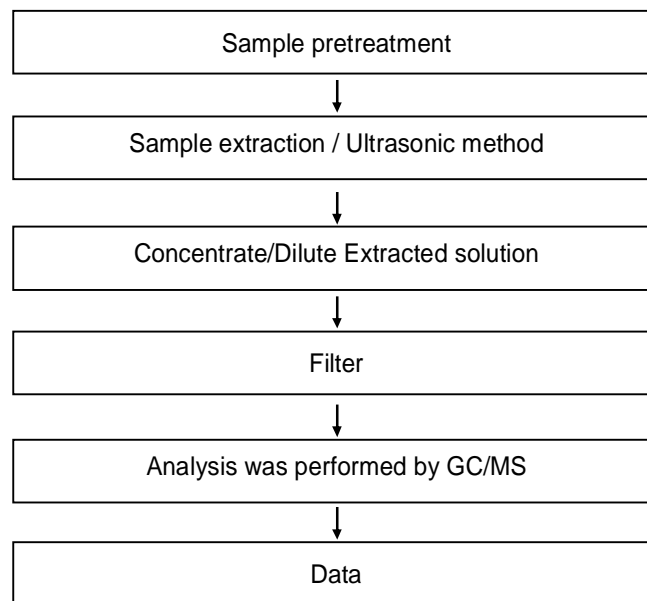 Sample pretreatment
Sample extraction / Ultrasonic method
Concentrate/Dilute Extracted solution
Filter
Analysis was performed by GC/MS
Data